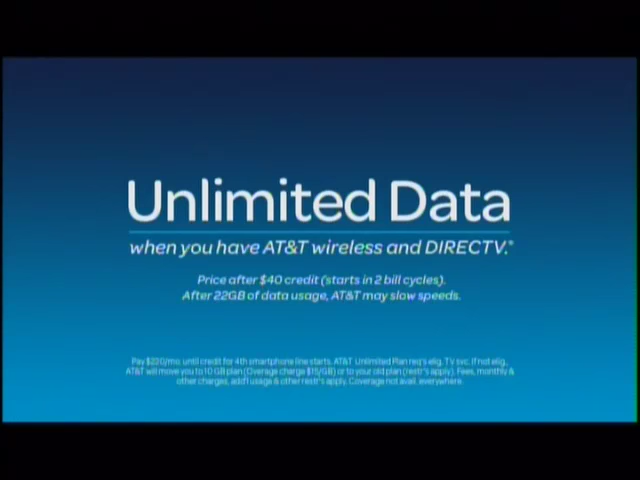 Unlimited Data
when you have AT&T wireless and DIRECTV.*
Price after $40 credit (starts in 2 bill cycles).
After 22GB of data usage, AT&T may slow speeds.
Pay $220/mo. until credit for 4th smartphone line starts. AT&T Unlimited Plan req's elig. TV svc. If not elig.,
AT&T will move you to 10 GB plan (Overage charge $15/GB) or to your old plan (restr's apply). Fees, monthly &
other charges, add'l usage & other restr's apply. Coverage not avail. everywhere.